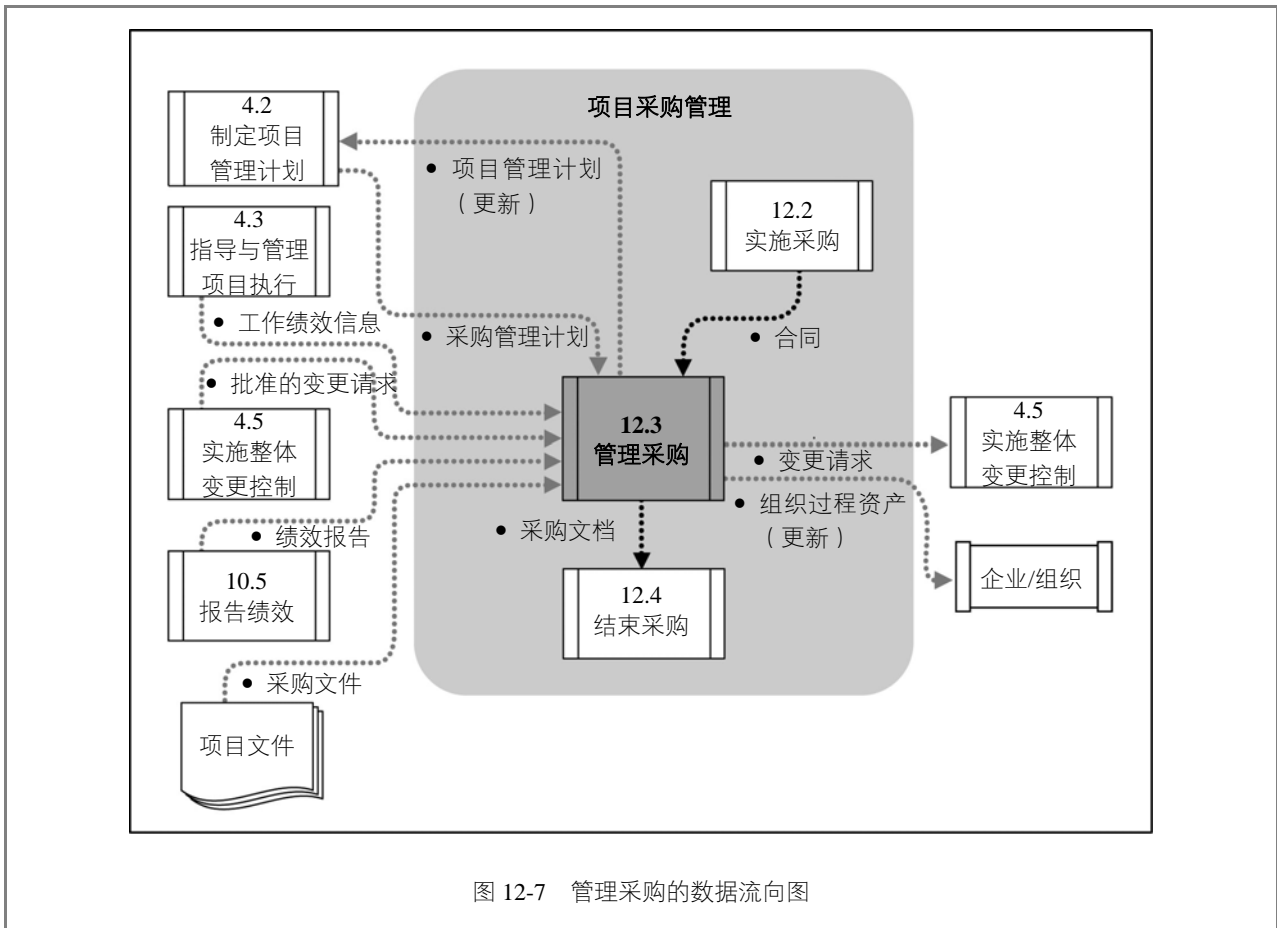 项目采购管理
4.2
制定项目
管理计划
● 项目管理计划
（更新）
12.2
实施采购
4.3
指导与管理
项目执行
● 工作绩效信息
● 采购管理计划
● 合同
● 批准的变更请求
4.5
实施整体
变更控制
12.3
管理采购
● 变更请求
4.5
实施整体
变更控制
● 组织过程资产
（更新）
● 绩效报告
● 采购文档
10.5
报告绩效
12.4
结束采购
企业/组织
● 采购文件
项目文件
图 12-7 管理采购的数据流向图